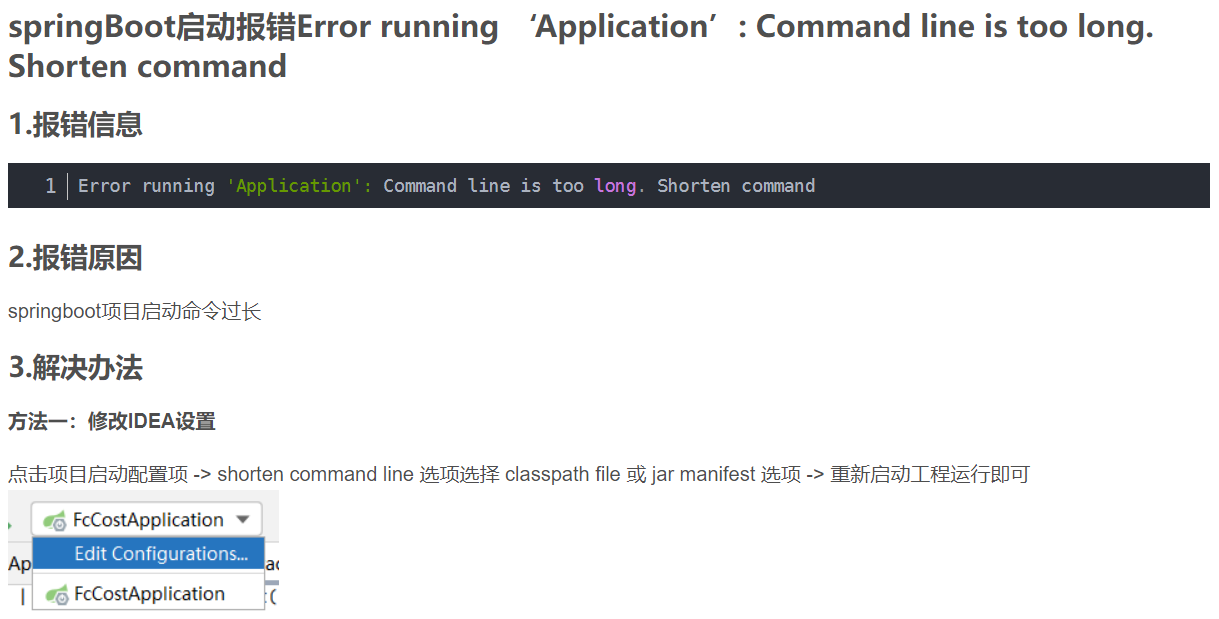 springBoot启动报错Error running ‘Application’: Command line is too long.
Shorten command
1.报错信息
1 Error running 'Application': Command line is too long. Shorten command
2.报错原因
springboot项目启动命令过长
3.解决办法
方法一：修改IDEA设置
点击项目启动配置项 -> shorten command line 选项选择 classpath file 或 jar manifest 选项 -> 重新启动工程运行即可
FcCostApplication
Edit Configurations...
Ap
FcCostApplication